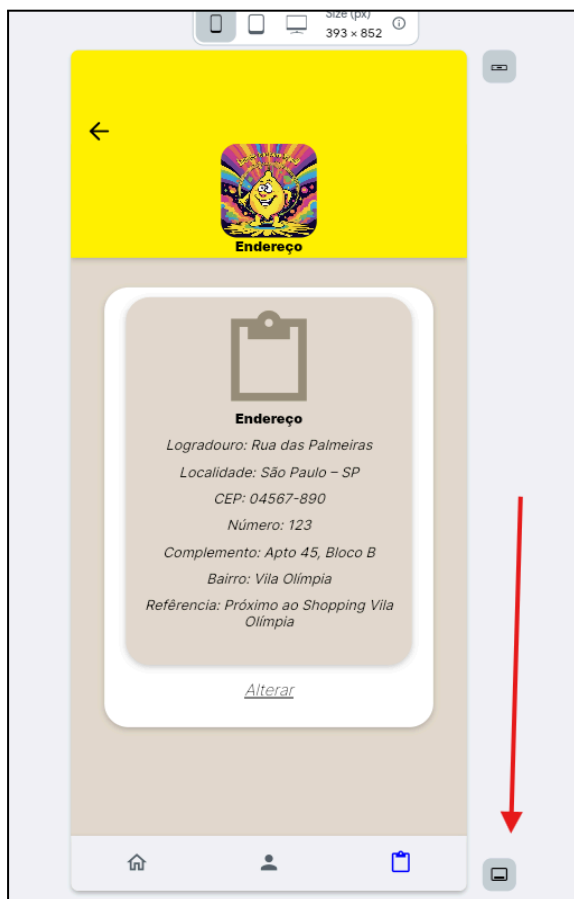 Size (px)
393 × 852
Endereço
Endereço
Logradouro: Rua das Palmeiras
Localidade: São Paulo – SP
CEP: 04567-890
Número: 123
Complemento: Apto 45, Bloco B
Bairro: Vila Olímpia
Refêrencia: Próximo ao Shopping Vila
Olímpia
Alterar